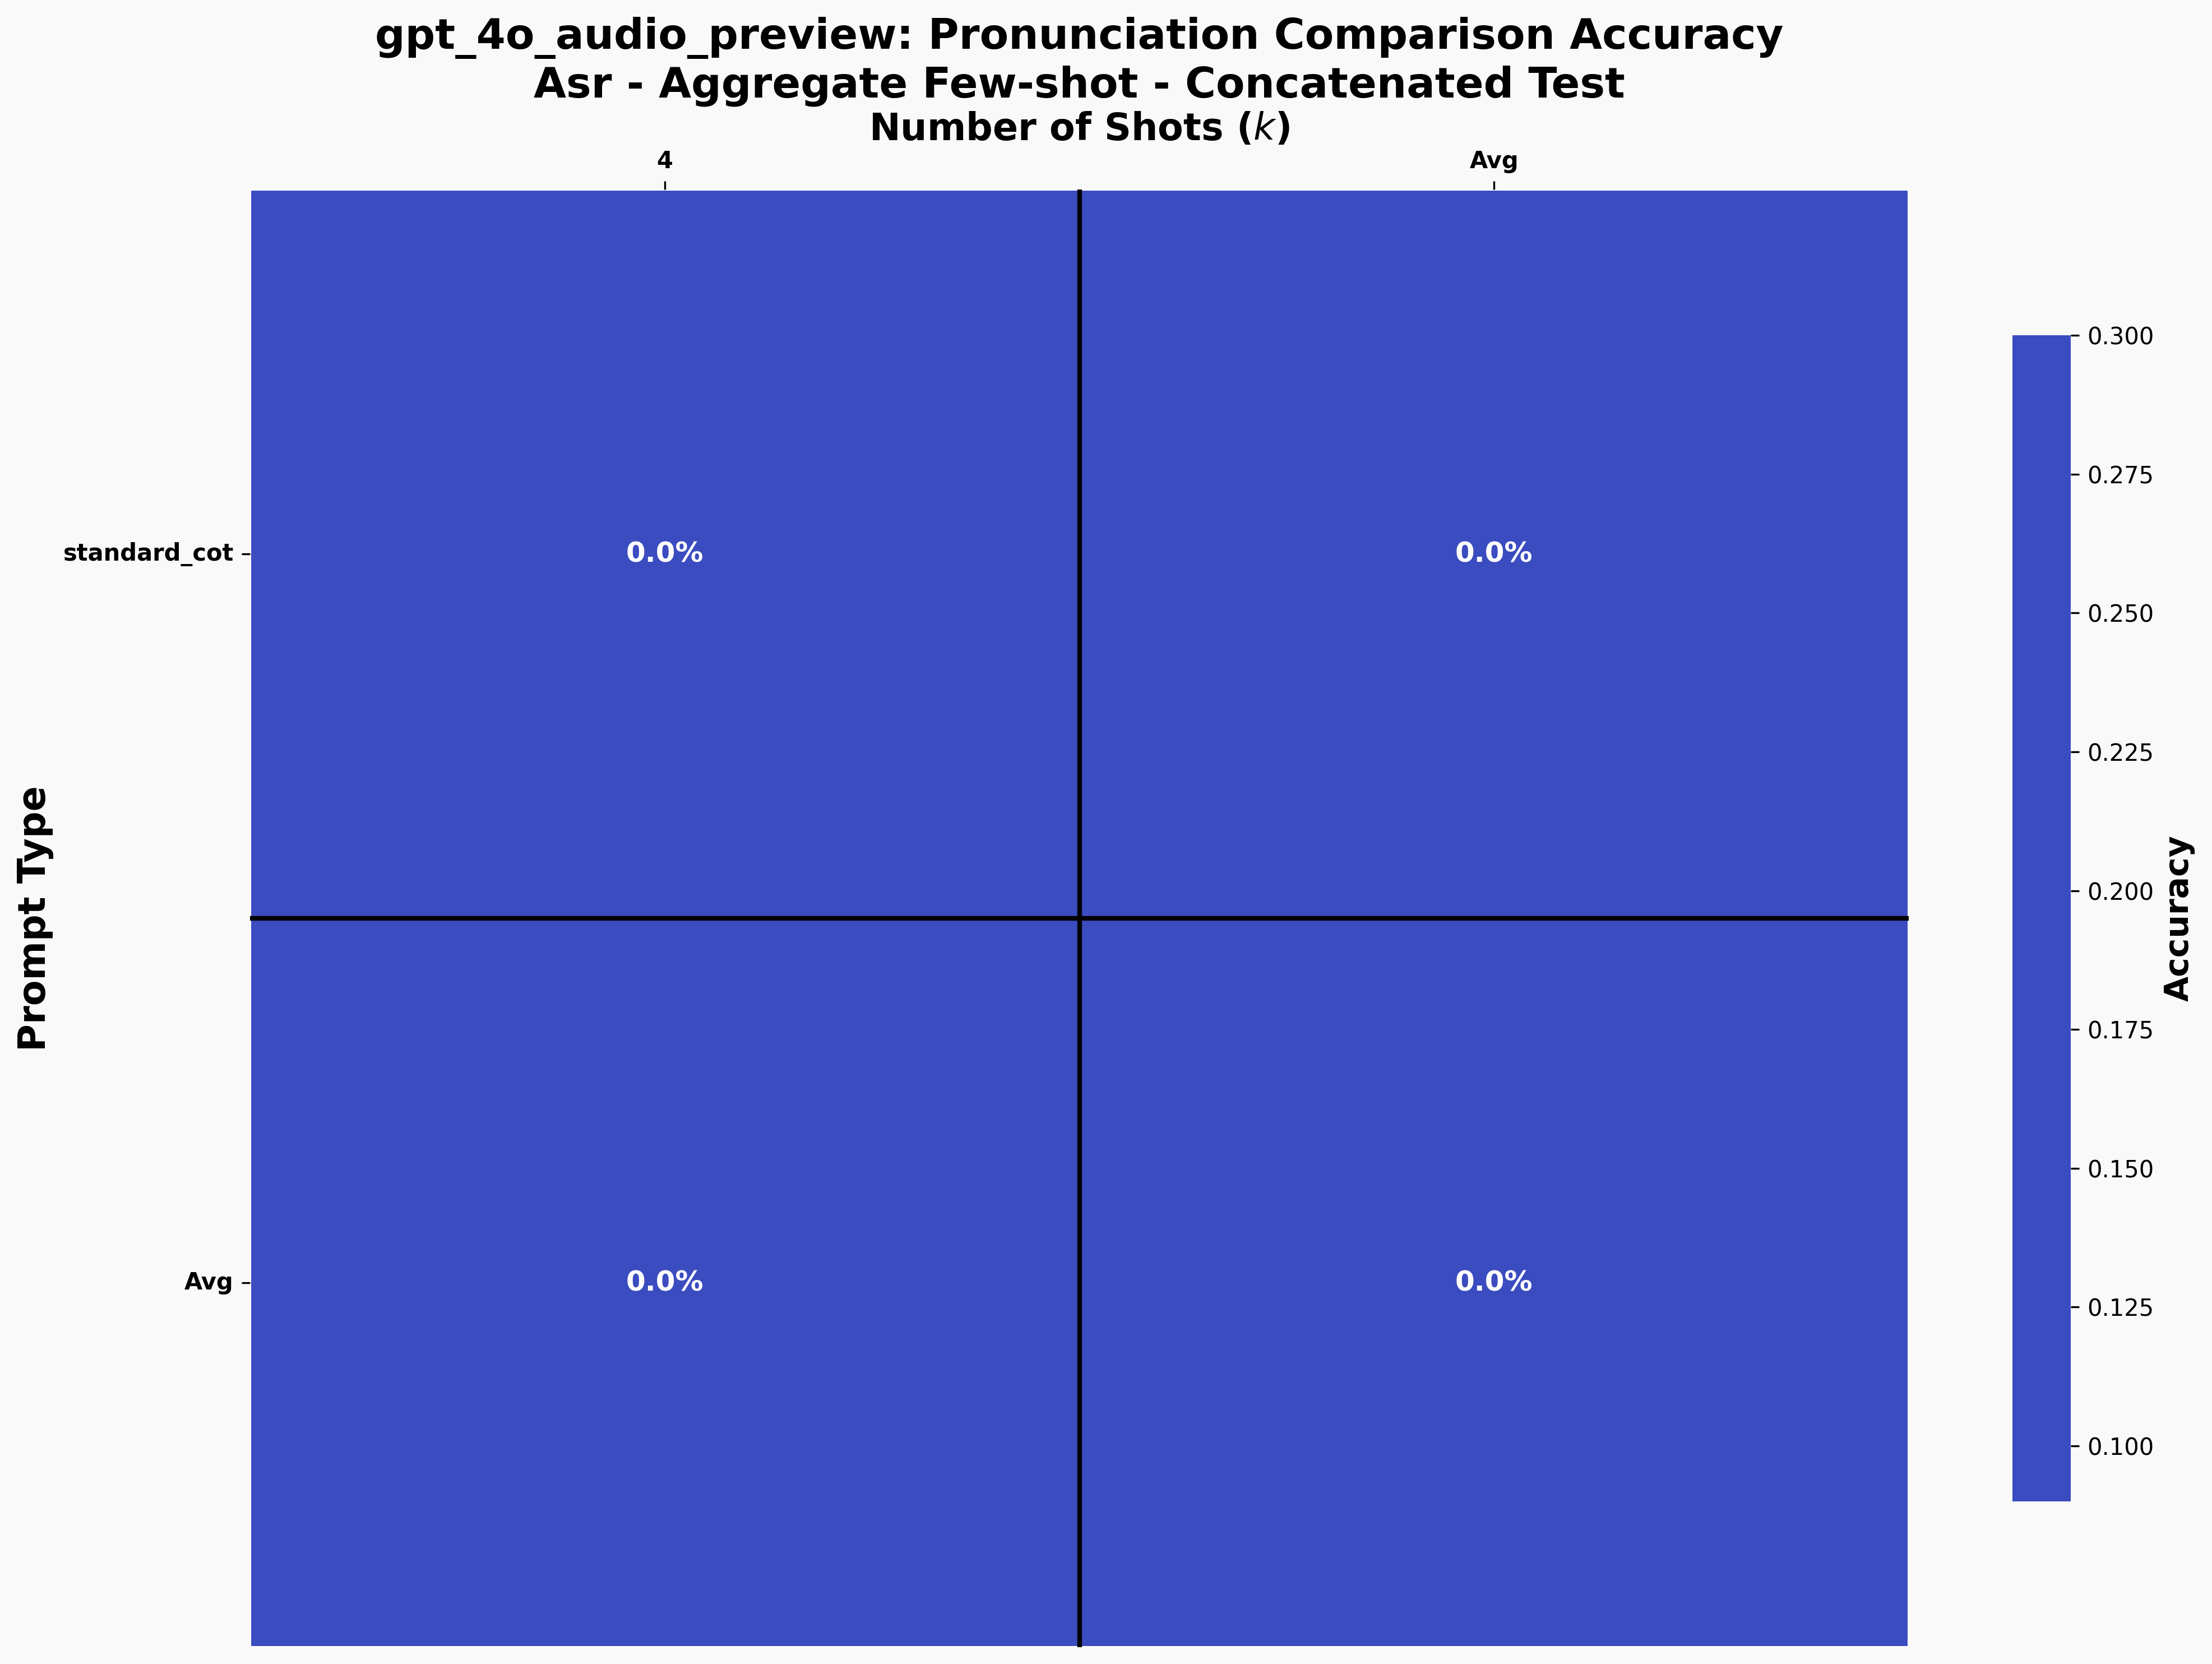 gpt_4o_audio_preview: Pronunciation Comparison Accuracy
Asr - Aggregate Few-shot - Concatenated Test
Number of Shots (k)
4 Avg
standard_cot 0.0% 0.0%
Avg 0.0% 0.0%
Prompt Type
0.300
0.275
0.250
0.225
0.200
0.175
0.150
0.125
0.100
Accuracy